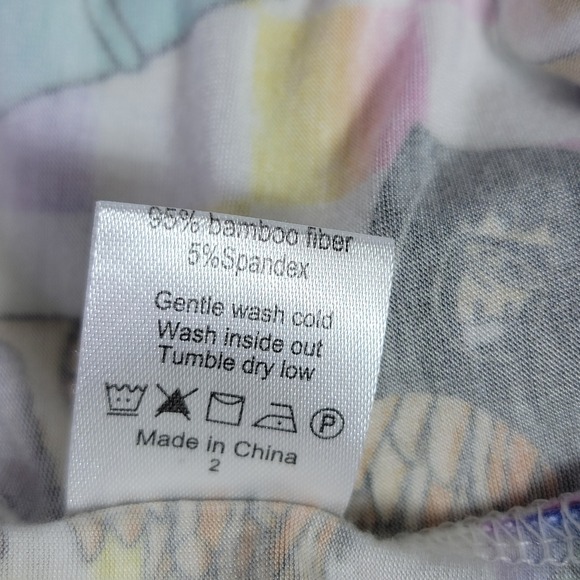 95% bamboo fiber
5%Spandex
Gentle wash cold
Wash inside out
Tumble dry low
P
Made in China
2